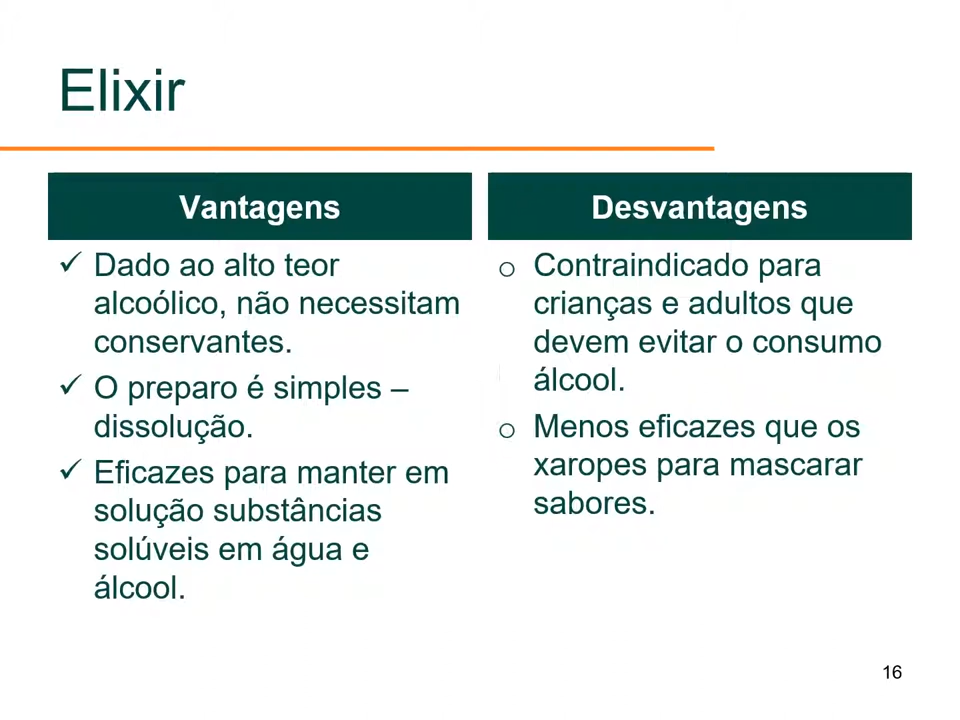 Elixir
Vantagens
Dado ao alto teor
alcoólico, não necessitam
conservantes.
O preparo é simples –
dissolução.
Eficazes para manter em
solução substâncias
solúveis em água e
álcool.
Desvantagens
Contraindicado para
crianças e adultos que
devem evitar o consumo
álcool.
Menos eficazes que os
xaropes para mascarar
sabores.
16